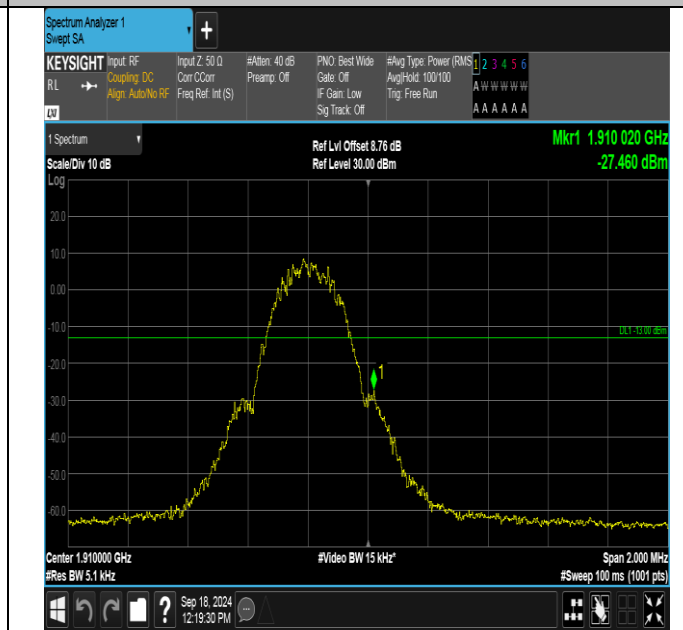 Spectrum Analyzer 1
Swept SA
+
KEYSIGHT
RL
LXI
Input: RF
Coupling: DC
Align: Auto/No RF
Input Z: 50 Ω
Corr CCorr
Freq Ref: Int (S)
#Atten: 40 dB
Preamp: Off
PNO: Best Wide
Gate: Off
IF Gain: Low
Sig Track: Off
#Avg Type: Power (RMS
Avg|Hold: 100/100
Trig: Free Run
1 2 3 4 5 6
A W W W W W
A A A A A A
1 Spectrum
Scale/Div 10 dB
Ref Lvl Offset 8.76 dB
Ref Level 30.00 dBm
Mkr1 1.910 020 GHz
-27.460 dBm
Log
20.0
10.0
0.00
-10.0
DL1 -13.00 dBm
-20.0
1
-30.0
-40.0
-50.0
-60.0
Center 1.910000 GHz
#Video BW 15 kHz*
Span 2.000 MHz
#Res BW 5.1 kHz
#Sweep 100 ms (1001 pts)
?
Sep 18, 2024
12:19:30 PM